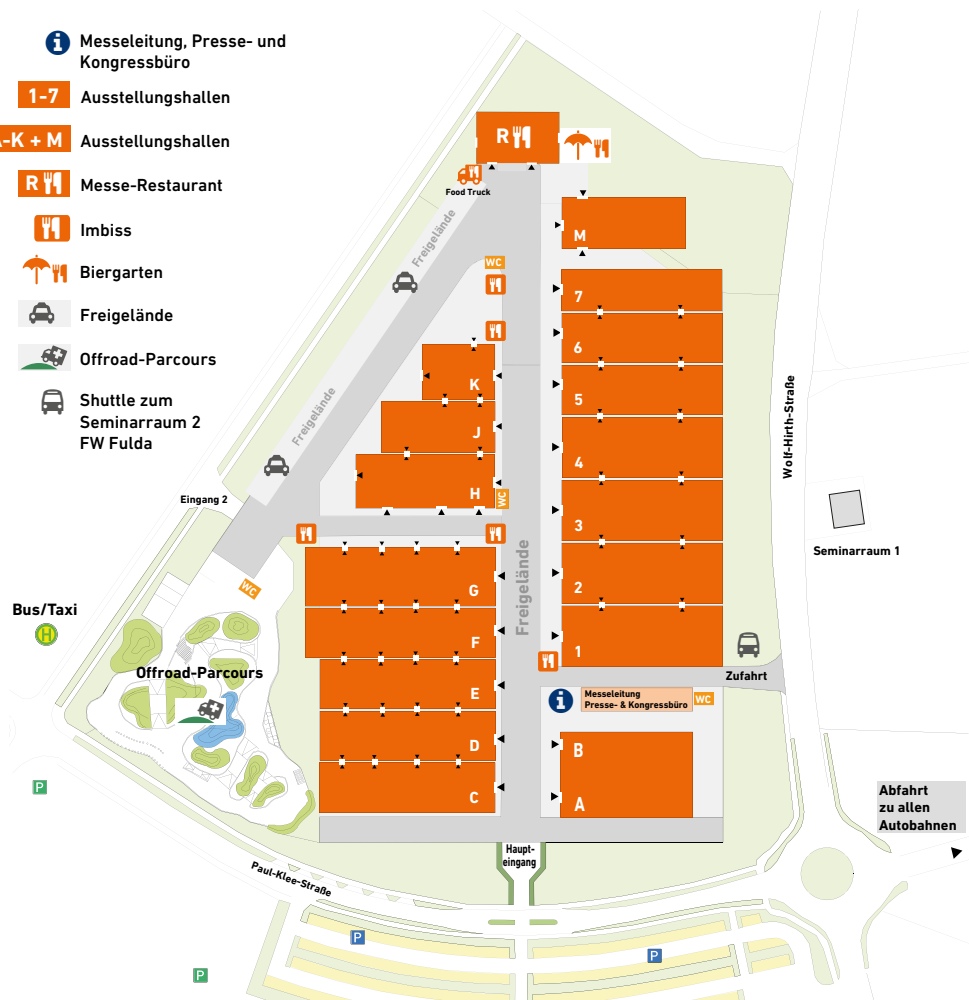 i Messeleitung, Presse- und
Kongressbüro
1-7 Ausstellungshallen
A-K + M Ausstellungshallen
R Messe-Restaurant
Imbiss
Biergarten
Freigelände
Offroad-Parcours
Shuttle zum
Seminarraum 2
FW Fulda
R
Food Truck
Freigelände
M
WC
7
6
K
5
J
Freigelände
4
H
WC
Eingang 2
3
Wolf-Hirth-Straße
Seminarraum 1
Freigelände
G
2
WC
Bus/Taxi
H
F
1
Offroad-Parcours
Zufahrt
E
i
Messeleitung
Presse- & Kongressbüro
WC
D
B
C
A
P
Abfahrt
zu allen
Autobahnen
Haupt-
eingang
Paul-Klee-Straße
P
P
P